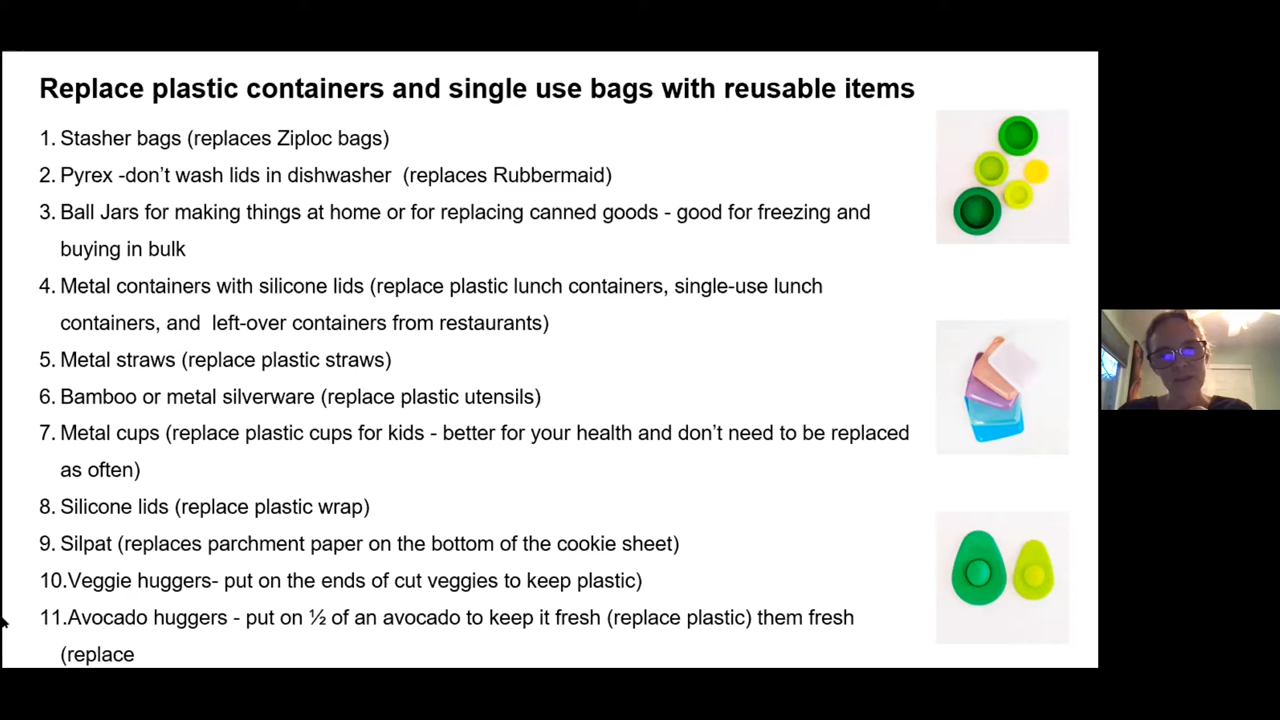 Replace plastic containers and single use bags with reusable items
1. Stasher bags (replaces Ziploc bags)
2. Pyrex -don’t wash lids in dishwasher  (replaces Rubbermaid)
3. Ball Jars for making things at home or for replacing canned goods - good for freezing and
buying in bulk
4. Metal containers with silicone lids (replace plastic lunch containers, single-use lunch
containers, and  left-over containers from restaurants)
5. Metal straws (replace plastic straws)
6. Bamboo or metal silverware (replace plastic utensils)
7. Metal cups (replace plastic cups for kids - better for your health and don’t need to be replaced
as often)
8. Silicone lids (replace plastic wrap)
9. Silpat (replaces parchment paper on the bottom of the cookie sheet)
10.Veggie huggers- put on the ends of cut veggies to keep plastic)
11.Avocado huggers - put on ½ of an avocado to keep it fresh (replace plastic) them fresh
(replace